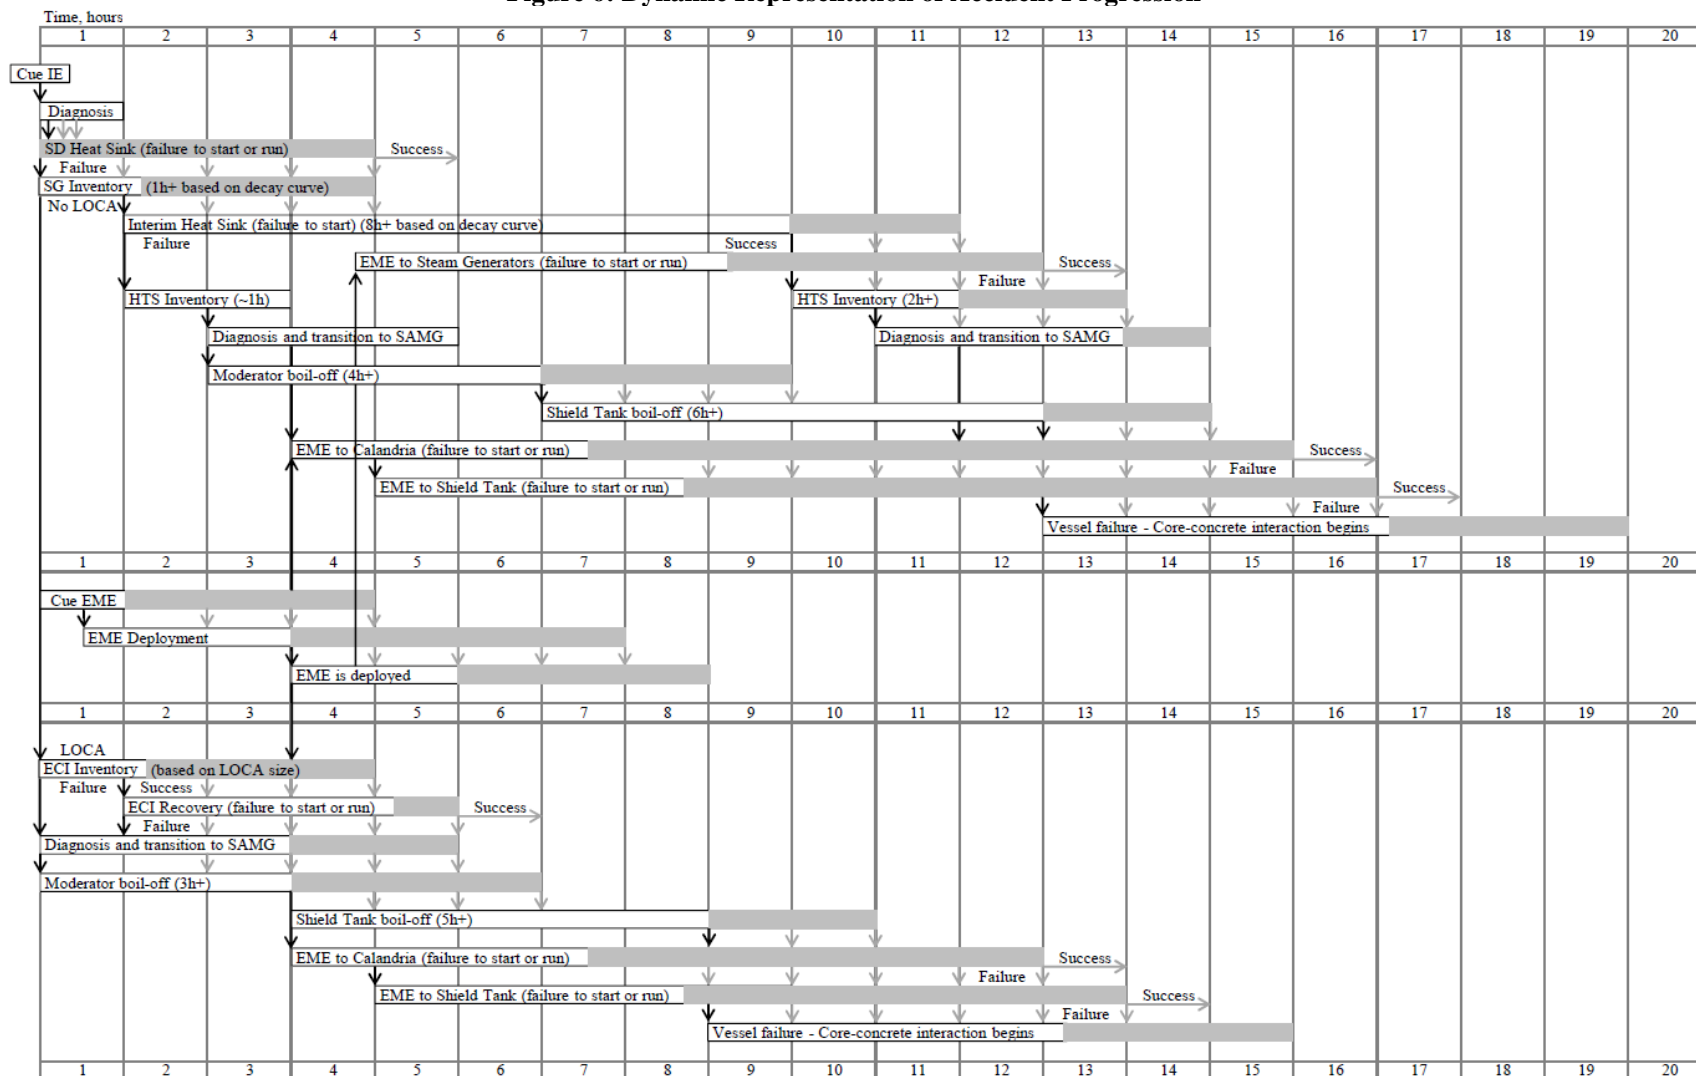 Figure 6: Dynamic Representation of Accident Progression
Time, hours
1 2 3 4 5 6 7 8 9 10 11 12 13 14 15 16 17 18 19 20
Cue IE
Diagnosis
SD Heat Sink (failure to start or run) Success
Failure
SG Inventory (1h+ based on decay curve)
No LOCA
Interim Heat Sink (failure to start) (8h+ based on decay curve)
Failure Success
EME to Steam Generators (failure to start or run) Success
Failure
HTS Inventory (~1h) HTS Inventory (2h+)
Diagnosis and transition to SAMG Diagnosis and transition to SAMG
Moderator boil-off (4h+)
Shield Tank boil-off (6h+)
EME to Calandria (failure to start or run) Success
Failure
EME to Shield Tank (failure to start or run) Success
Failure
Vessel failure - Core-concrete interaction begins
1 2 3 4 5 6 7 8 9 10 11 12 13 14 15 16 17 18 19 20
Cue EME
EME Deployment
EME is deployed
1 2 3 4 5 6 7 8 9 10 11 12 13 14 15 16 17 18 19 20
LOCA
ECI Inventory (based on LOCA size)
Failure Success
ECI Recovery (failure to start or run) Success
Failure
Diagnosis and transition to SAMG
Moderator boil-off (3h+)
Shield Tank boil-off (5h+)
EME to Calandria (failure to start or run) Success
Failure
EME to Shield Tank (failure to start or run) Success
Failure
Vessel failure - Core-concrete interaction begins
1 2 3 4 5 6 7 8 9 10 11 12 13 14 15 16 17 18 19 20